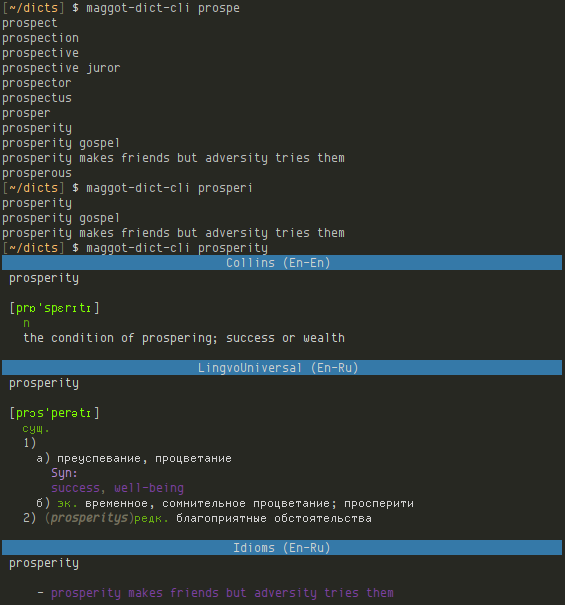 [~/dicts] $ maggot-dict-cli prospe
prospect
prospection
prospective
prospective juror
prospector
prospectus
prosper
prosperity
prosperity gospel
prosperity makes friends but adversity tries them
prosperous
[~/dicts] $ maggot-dict-cli prosperi
prosperity
prosperity gospel
prosperity makes friends but adversity tries them
[~/dicts] $ maggot-dict-cli prosperity
Collins (En-En)
prosperity
[prɒˈspɛrɪtɪ]
n
the condition of prospering; success or wealth
LingvoUniversal (En-Ru)
prosperity
[prɔsˈperətɪ]
сущ.
1)
а) преуспевание, процветание
Syn:
success, well-being
б) эк. временное, сомнительное процветание; просперити
2) (prosperitys)редк. благоприятные обстоятельства
Idioms (En-Ru)
prosperity
- prosperity makes friends but adversity tries them